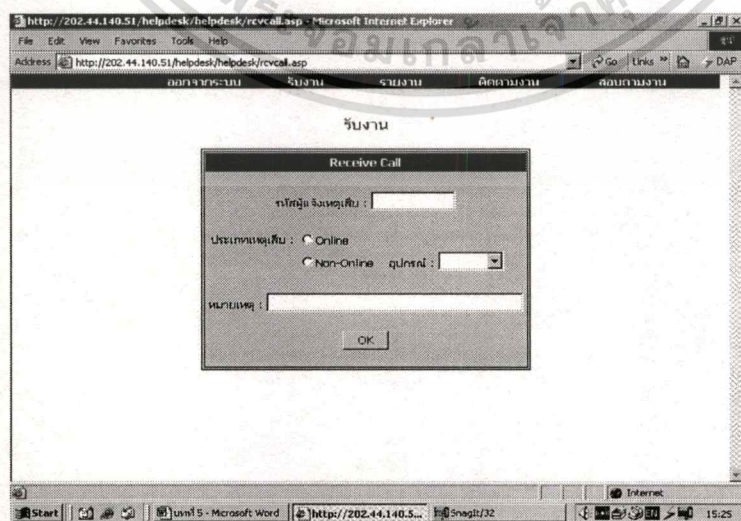 http://202.44.140.51/helpdesk/helpdesk/rcvcall.asp - Microsoft Internet Explorer
File Edit View Favorites Tools Help
Address http://202.44.140.51/helpdesk/helpdesk/rcvcall.asp Go Links » DAP
ออกจากระบบ รับงาน รายงาน ติดตามงาน สอบถามงาน
รับงาน
Receive Call
รหัสผู้แจ้งเหตุเสีย :
ประเภทเหตุเสีย : Online
Non-Online อุปกรณ์ :
หมายเหตุ :
OK
Internet
Start บทที่ 5 - Microsoft Word http://202.44.140.5... SnagIt/32 EN 15:25